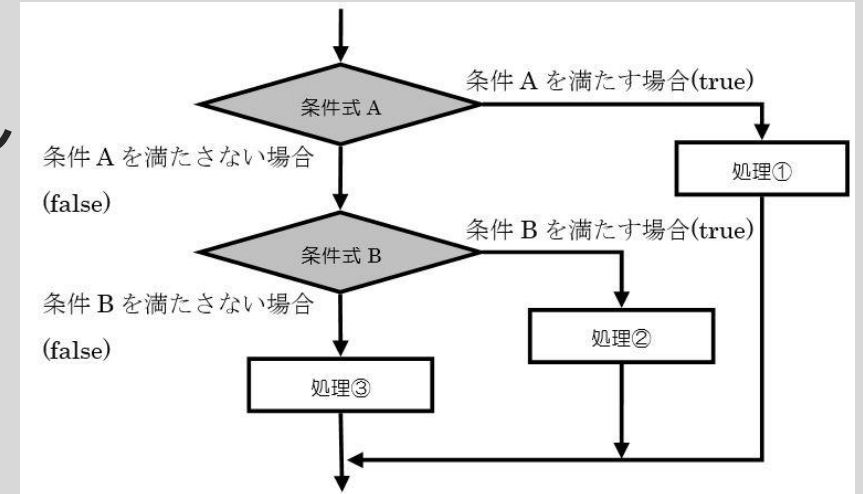 条件式 A
条件 A を満たす場合(true)
条件 A を満たさない場合
(false)
処理①
条件式 B
条件 B を満たす場合(true)
条件 B を満たさない場合
(false)
処理②
処理③